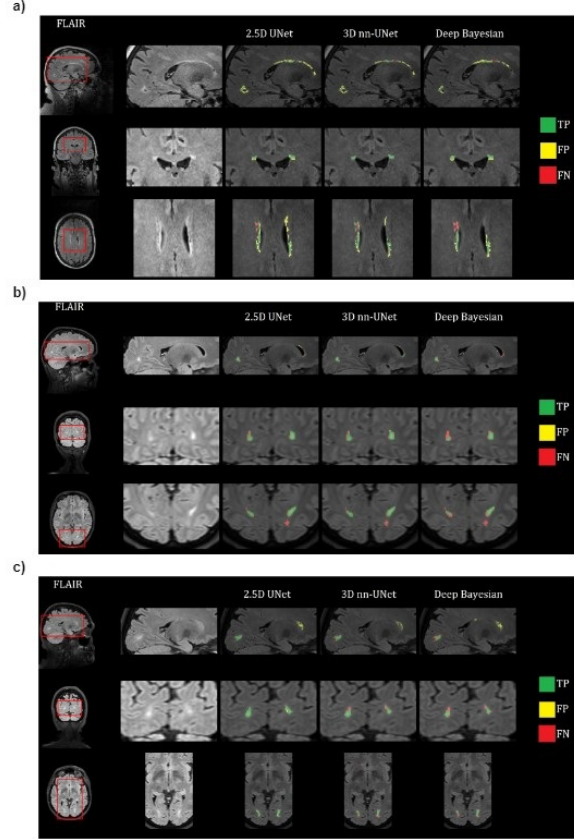 a)
FLAIR
2.5D UNet 3D nn-UNet Deep Bayesian
TP
FP
FN
b)
FLAIR
2.5D UNet 3D nn-UNet Deep Bayesian
TP
FP
FN
c)
FLAIR
2.5D UNet 3D nn-UNet Deep Bayesian
TP
FP
FN